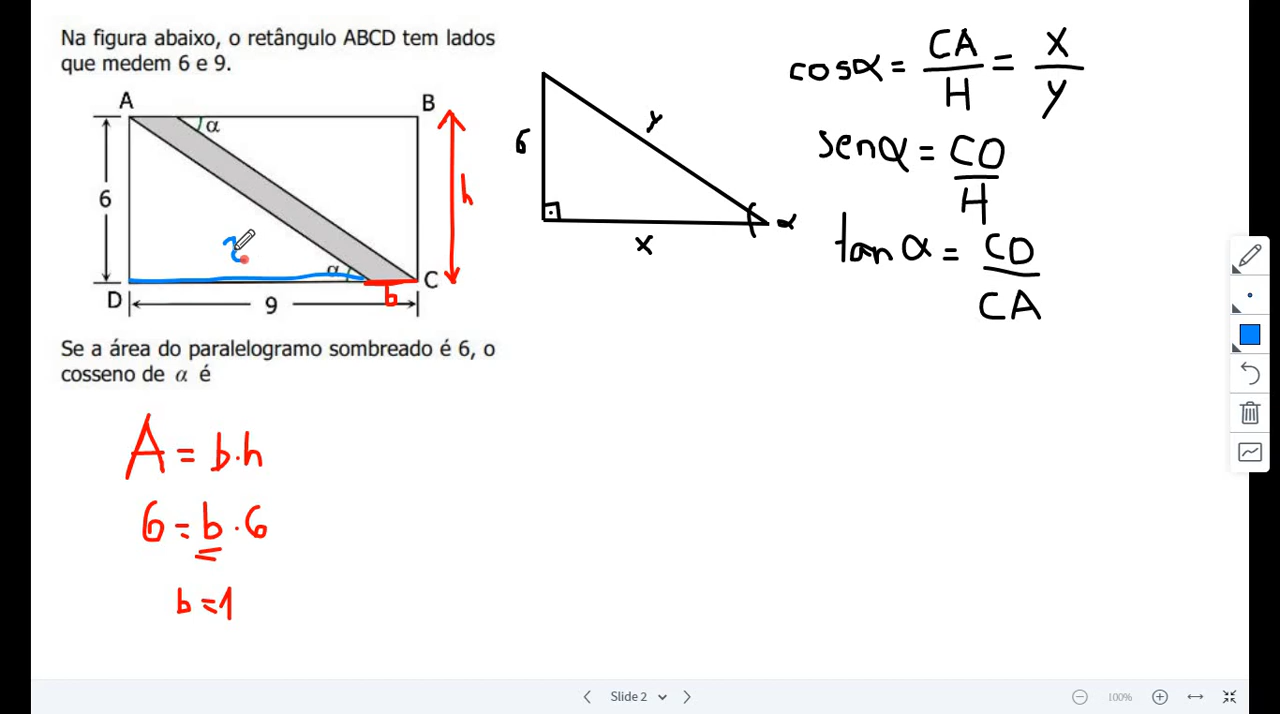 Na figura abaixo, o retângulo ABCD tem lados
que medem 6 e 9.
A
B
α
6
h
α
D
C
b
9
Se a área do paralelogramo sombreado é 6, o
cosseno de α é
A = b.h
6 = b . 6
b = 1
6
y
x
α
cosα = CA/H = x/y
senα = CO/H
tan α = CO/CA
Slide 2
100%